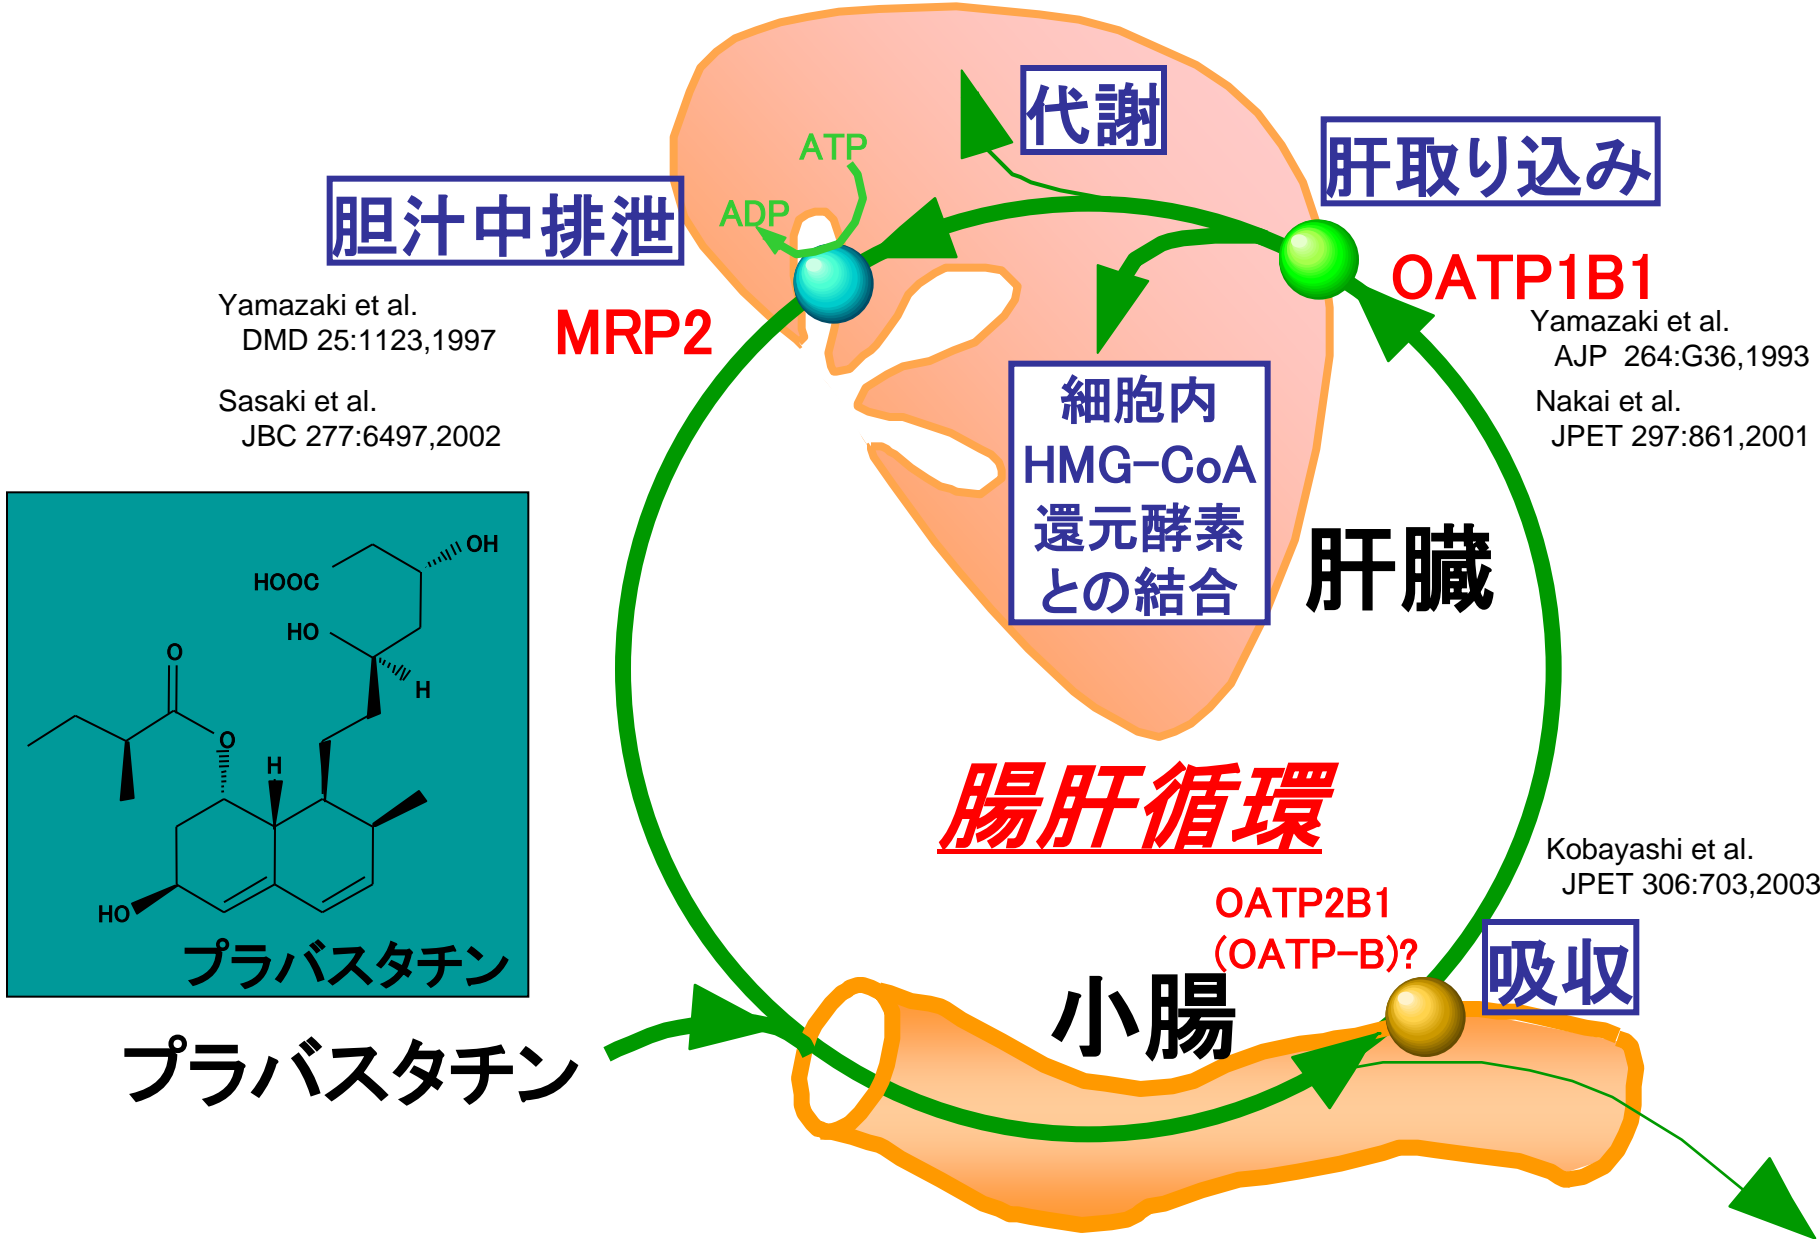 代謝
肝取り込み
ATP
ADP
胆汁中排泄
MRP2
OATP1B1
Yamazaki et al.
DMD 25:1123,1997
Sasaki et al.
JBC 277:6497,2002
Yamazaki et al.
AJP 264:G36,1993
Nakai et al.
JPET 297:861,2001
細胞内
HMG-CoA
還元酵素
との結合
肝臓
腸肝循環
OH
HOOC
HO
H
O
O
H
HO
プラバスタチン
Kobayashi et al.
JPET 306:703,2003
OATP2B1
(OATP-B)?
吸収
小腸
プラバスタチン